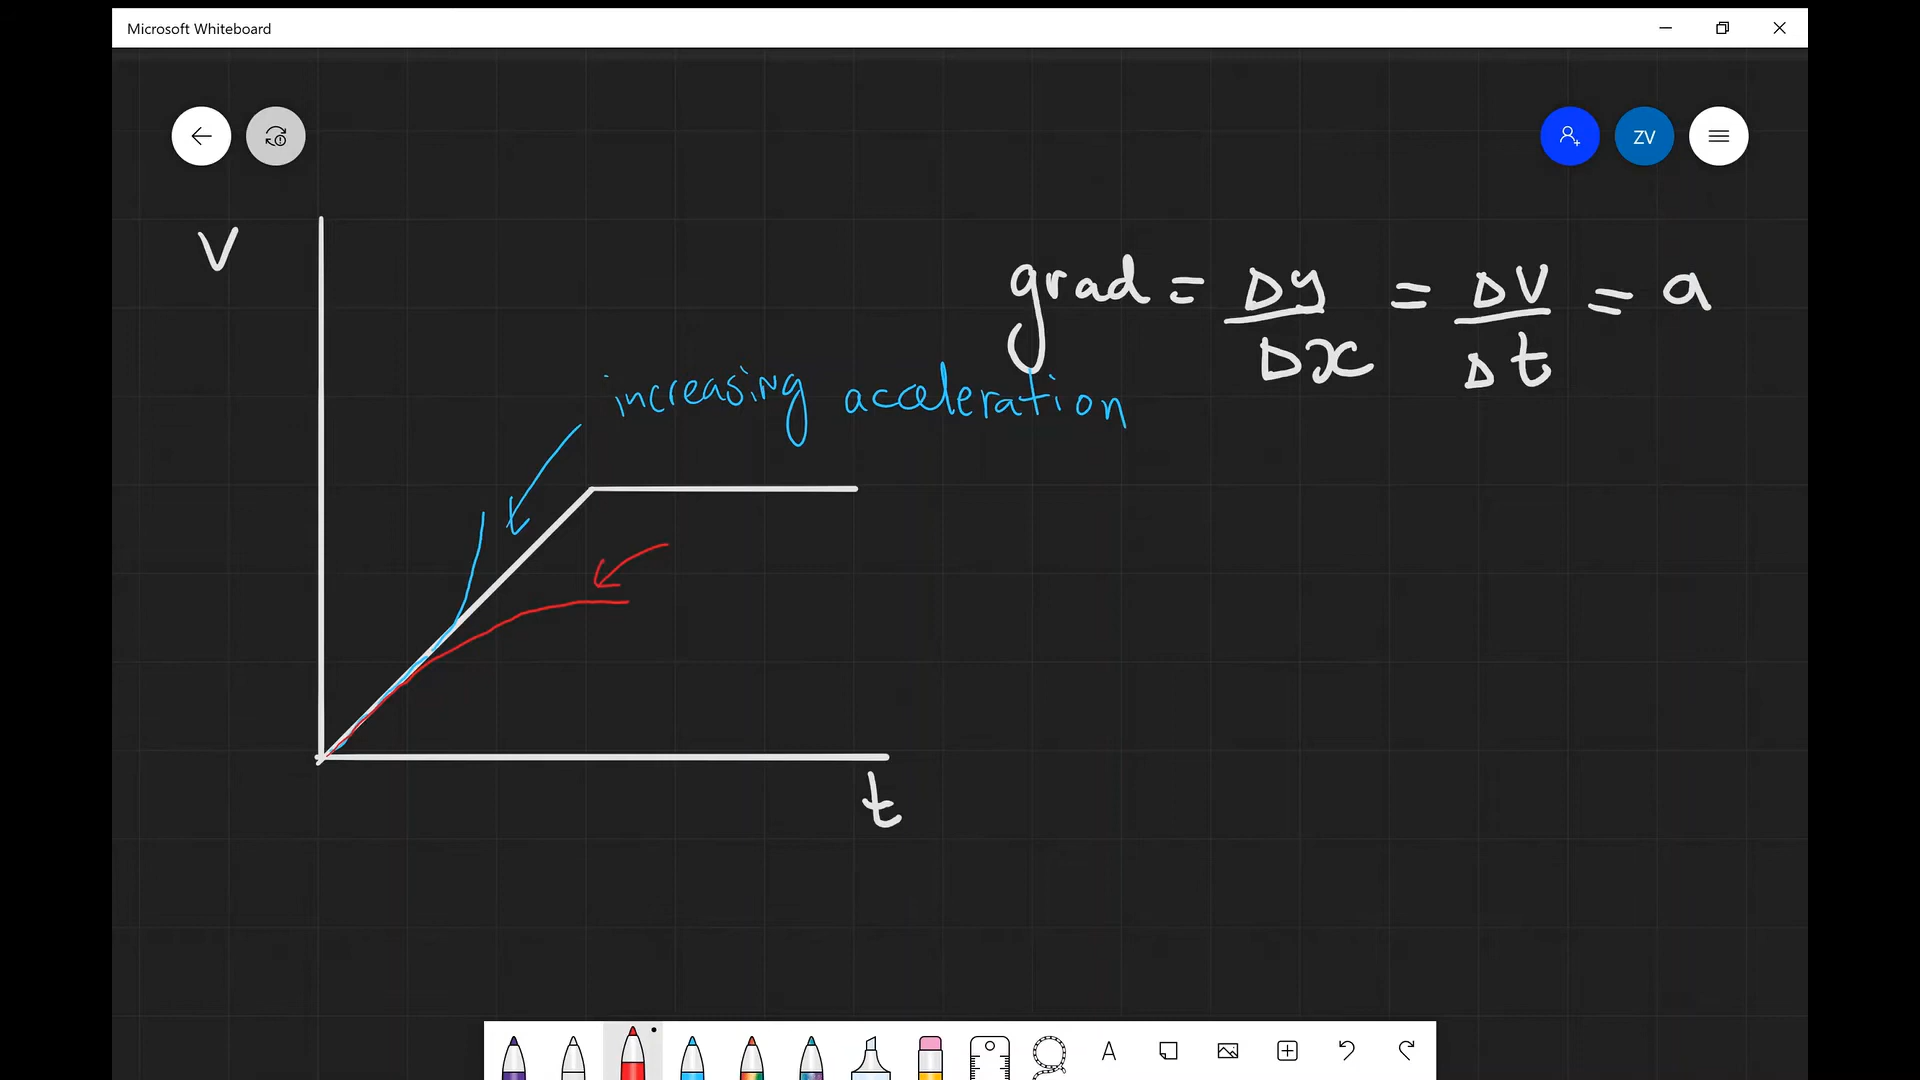 Microsoft Whiteboard
ZV
V
grad = Δy/Δx = ΔV/Δt = a
increasing acceleration
t
A